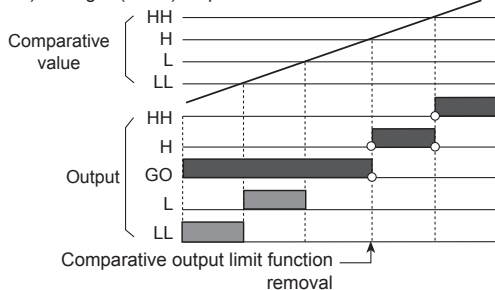 HH
H
Comparative
value
L
LL
HH
H
Output
GO
L
LL
Comparative output limit function
removal